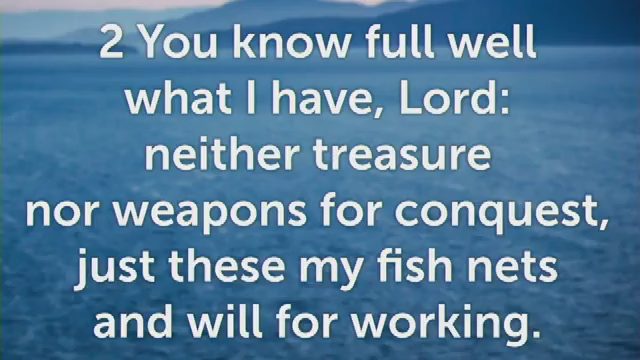 2 You know full well
what I have, Lord:
neither treasure
nor weapons for conquest,
just these my fish nets
and will for working.